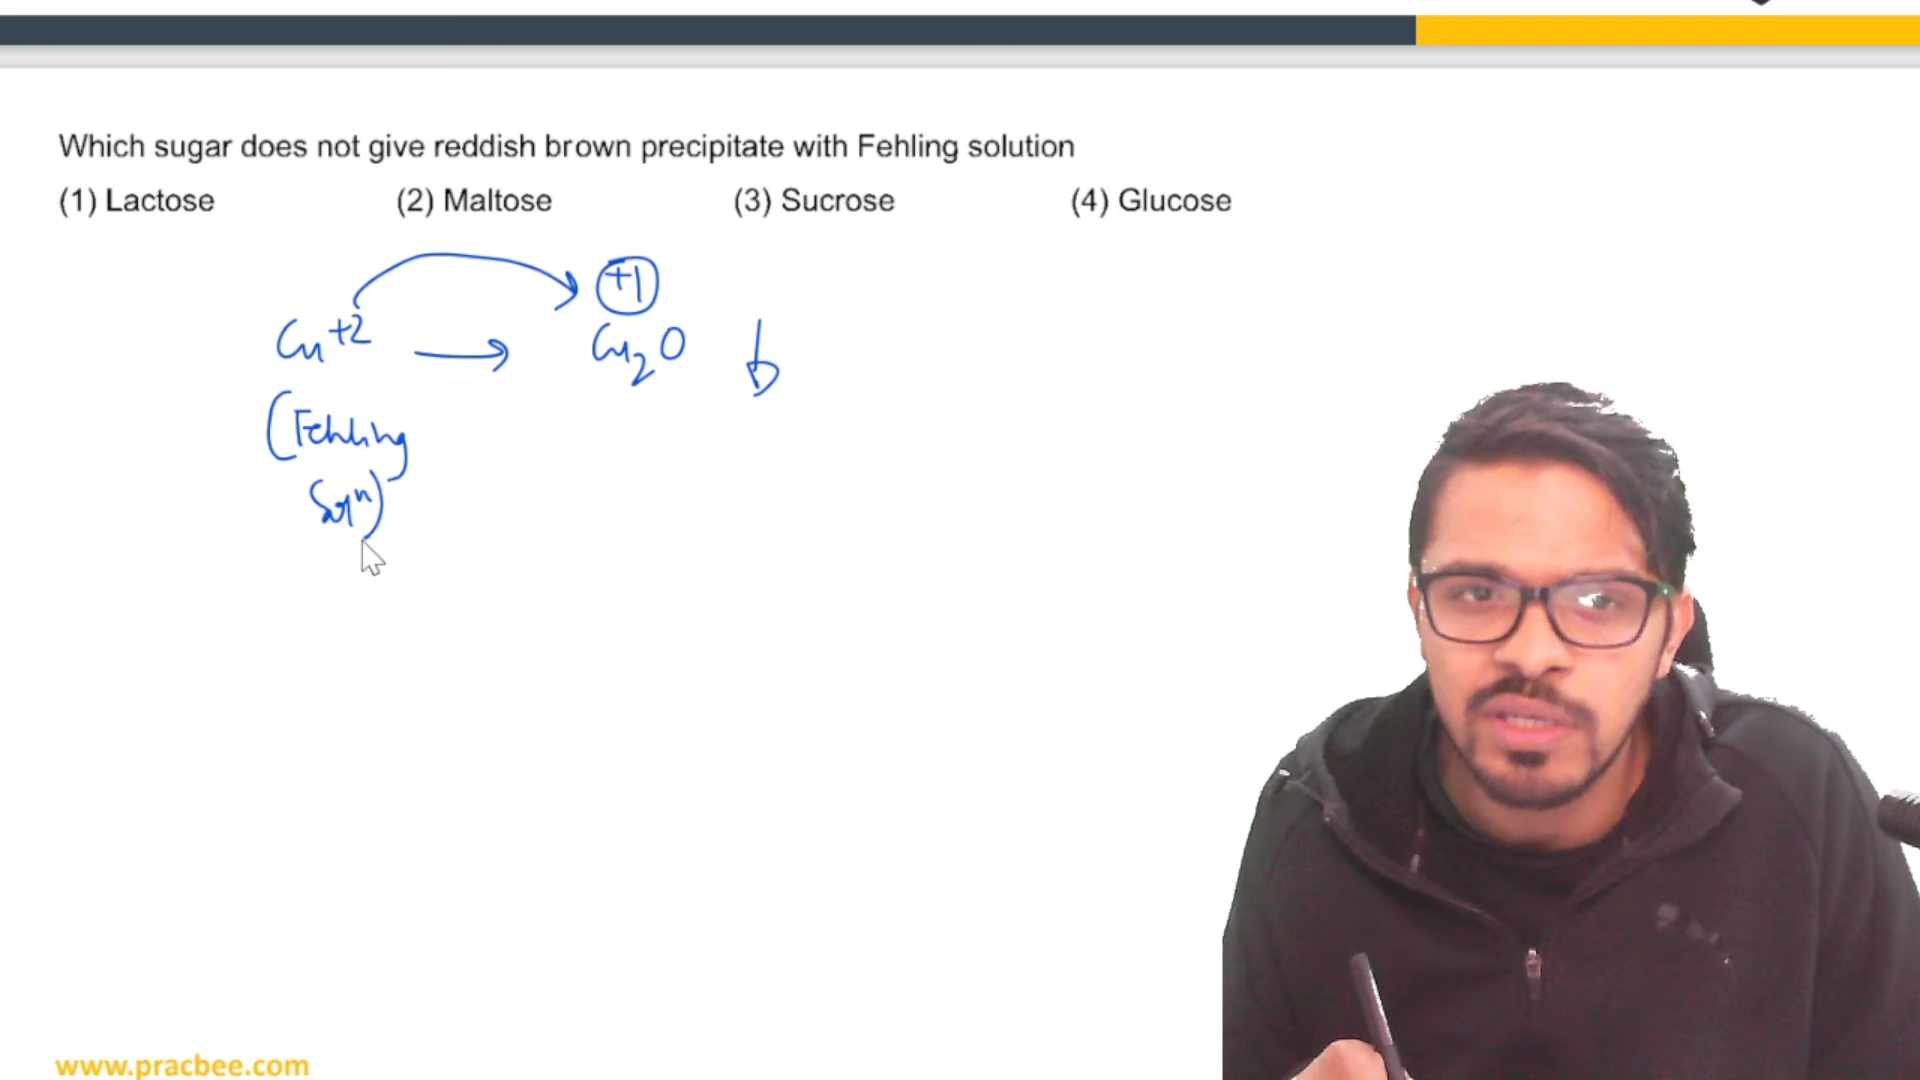 Which sugar does not give reddish brown precipitate with Fehling solution
(1) Lactose (2) Maltose (3) Sucrose (4) Glucose
+1
Cu+2 → Cu2O b
(Fehling
Solⁿ)
www.pracbee.com